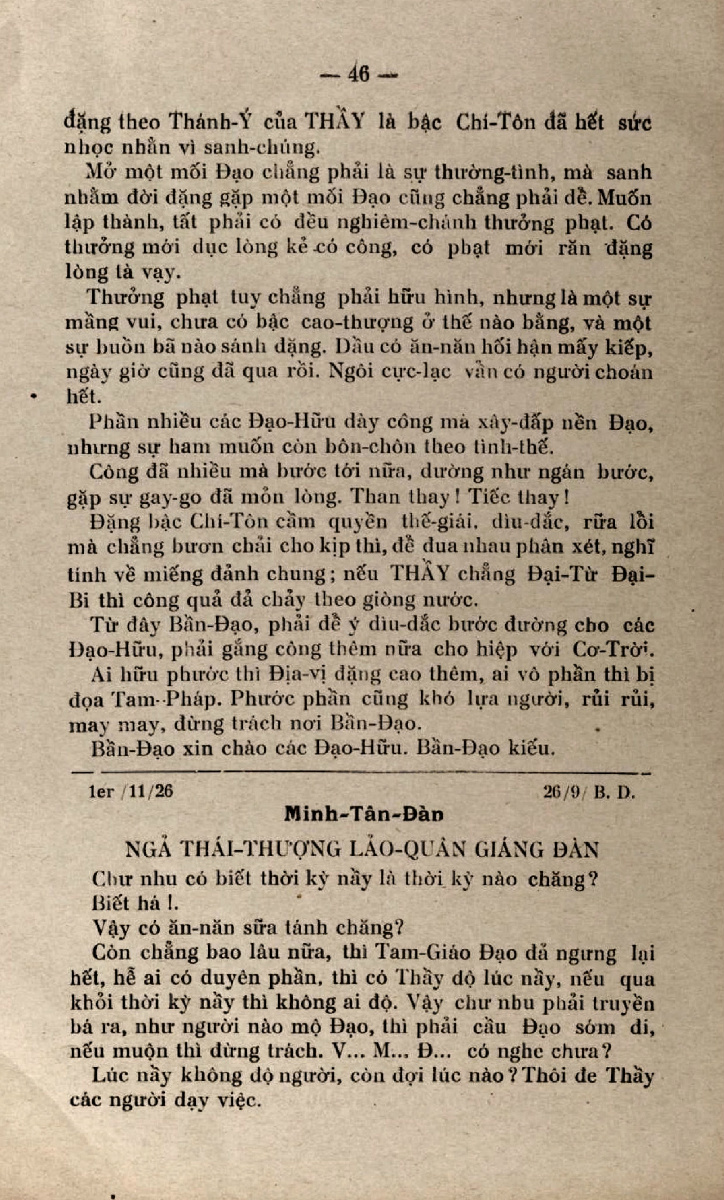 — 46 —
đặng theo Thánh-Ý của THẦY là bậc Chí-Tôn đã hết sức
nhọc nhằn vì sanh-chúng.
Mở một mối Đạo chẳng phải là sự thường-tình, mà sanh
nhằm đời đặng gặp một mối Đạo cũng chẳng phải dể. Muốn
lập thành, tất phải có đều nghiêm-chánh thưởng phạt. Có
thưởng mới dục lòng kẻ có công, có phạt mới răn đặng
lòng tà vạy.
Thưởng phạt tuy chẳng phải hữu hình, nhưng là một sự
mầng vui, chưa có bậc cao-thượng ở thế nào bằng, và một
sự buồn bã nào sánh đặng. Dầu có ăn-năn hối hận mấy kiếp,
ngày giờ cũng đã qua rồi. Ngôi cực-lạc vẫn có người choán
hết.
Phần nhiều các Đạo-Hữu dày công mà xây-đấp nền Đạo,
nhưng sự ham muốn còn bôn-chôn theo tình-thế.
Công đã nhiều mà bước tới nữa, dường như ngán bước,
gặp sự gay-go đã mỏn lòng. Than thay ! Tiếc thay !
Đặng bậc Chí-Tôn cầm quyền thế-giái, dìu-dắc, rữa lồi
mà chẳng bươn chải cho kịp thì, để dua nhau phân xét, nghĩ
tính về miếng đảnh chung ; nếu THẦY chẳng Đại-Từ Đại-
Bi thì công quả đả chảy theo giòng nước.
Từ đây Bần-Đạo, phải dể ý dìu-dắc bước đường cho các
Đạo-Hữu, phải gắng công thêm nữa cho hiệp với Cơ-Trời.
Ai hữu phước thì Địa-vị đặng cao thêm, ai vô phần thì bị
đọa Tam-Pháp. Phước phần cũng khó lựa người, rủi rủi,
may may, đừng trách nơi Bần-Đạo.
Bần-Đạo xin chào các Đạo-Hữu. Bần-Đạo kiếu.
1er /11/26 26/9/ B. D.
Minh-Tân-Đàn
NGẢ THÁI-THƯỢNG LẢO-QUÂN GIÁNG ĐÀN
Chư nhu có biết thời kỳ nầy là thời kỳ nào chăng ?
Biết há !.
Vậy có ăn-năn sữa tánh chăng?
Còn chẳng bao lâu nữa, thì Tam-Giáo Đạo đả ngưng lại
hết, hể ai có duyên phần, thì có Thầy dộ lúc nầy, nếu qua
khỏi thời kỳ nầy thì không ai độ. Vậy chư nhu phải truyền
bá ra, như người nào mộ Đạo, thì phải cầu Đạo sớm đi,
nếu muộn thì đừng trách. V... M... Đ... có nghe chưa ?
Lúc nầy không dộ người, còn đợi lúc nào ? Thôi đe Thầy
các người dạy việc.